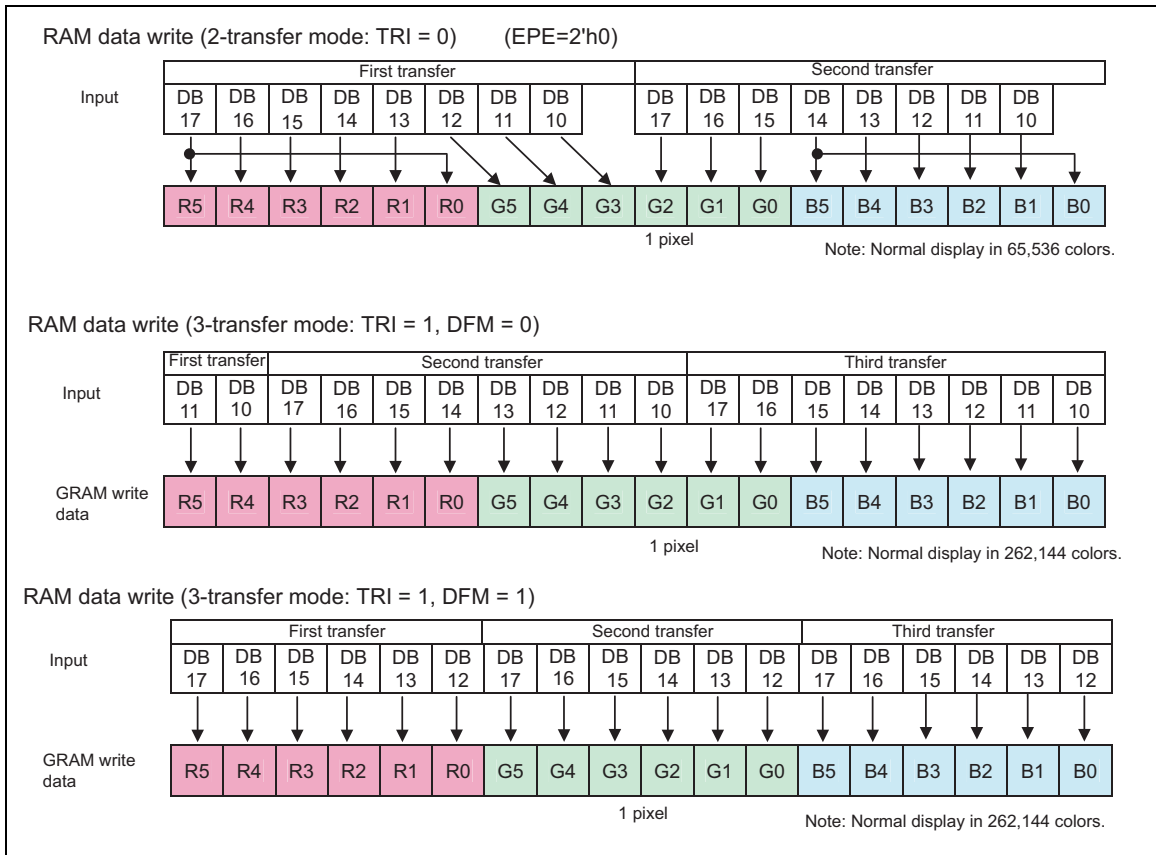 RAM data write (2-transfer mode: TRI = 0) (EPE=2'h0)
First transfer Second transfer
Input DB DB DB DB DB DB DB DB DB DB DB DB DB DB DB DB
17 16 15 14 13 12 11 10 17 16 15 14 13 12 11 10
R5 R4 R3 R2 R1 R0 G5 G4 G3 G2 G1 G0 B5 B4 B3 B2 B1 B0
1 pixel
Note: Normal display in 65,536 colors.
RAM data write (3-transfer mode: TRI = 1, DFM = 0)
First transfer Second transfer Third transfer
Input DB DB DB DB DB DB DB DB DB DB DB DB DB DB DB DB DB DB
11 10 17 16 15 14 13 12 11 10 17 16 15 14 13 12 11 10
GRAM write
data
R5 R4 R3 R2 R1 R0 G5 G4 G3 G2 G1 G0 B5 B4 B3 B2 B1 B0
1 pixel
Note: Normal display in 262,144 colors.
RAM data write (3-transfer mode: TRI = 1, DFM = 1)
First transfer Second transfer Third transfer
Input DB DB DB DB DB DB DB DB DB DB DB DB DB DB DB DB DB DB
17 16 15 14 13 12 17 16 15 14 13 12 17 16 15 14 13 12
GRAM write
data
R5 R4 R3 R2 R1 R0 G5 G4 G3 G2 G1 G0 B5 B4 B3 B2 B1 B0
1 pixel
Note: Normal display in 262,144 colors.